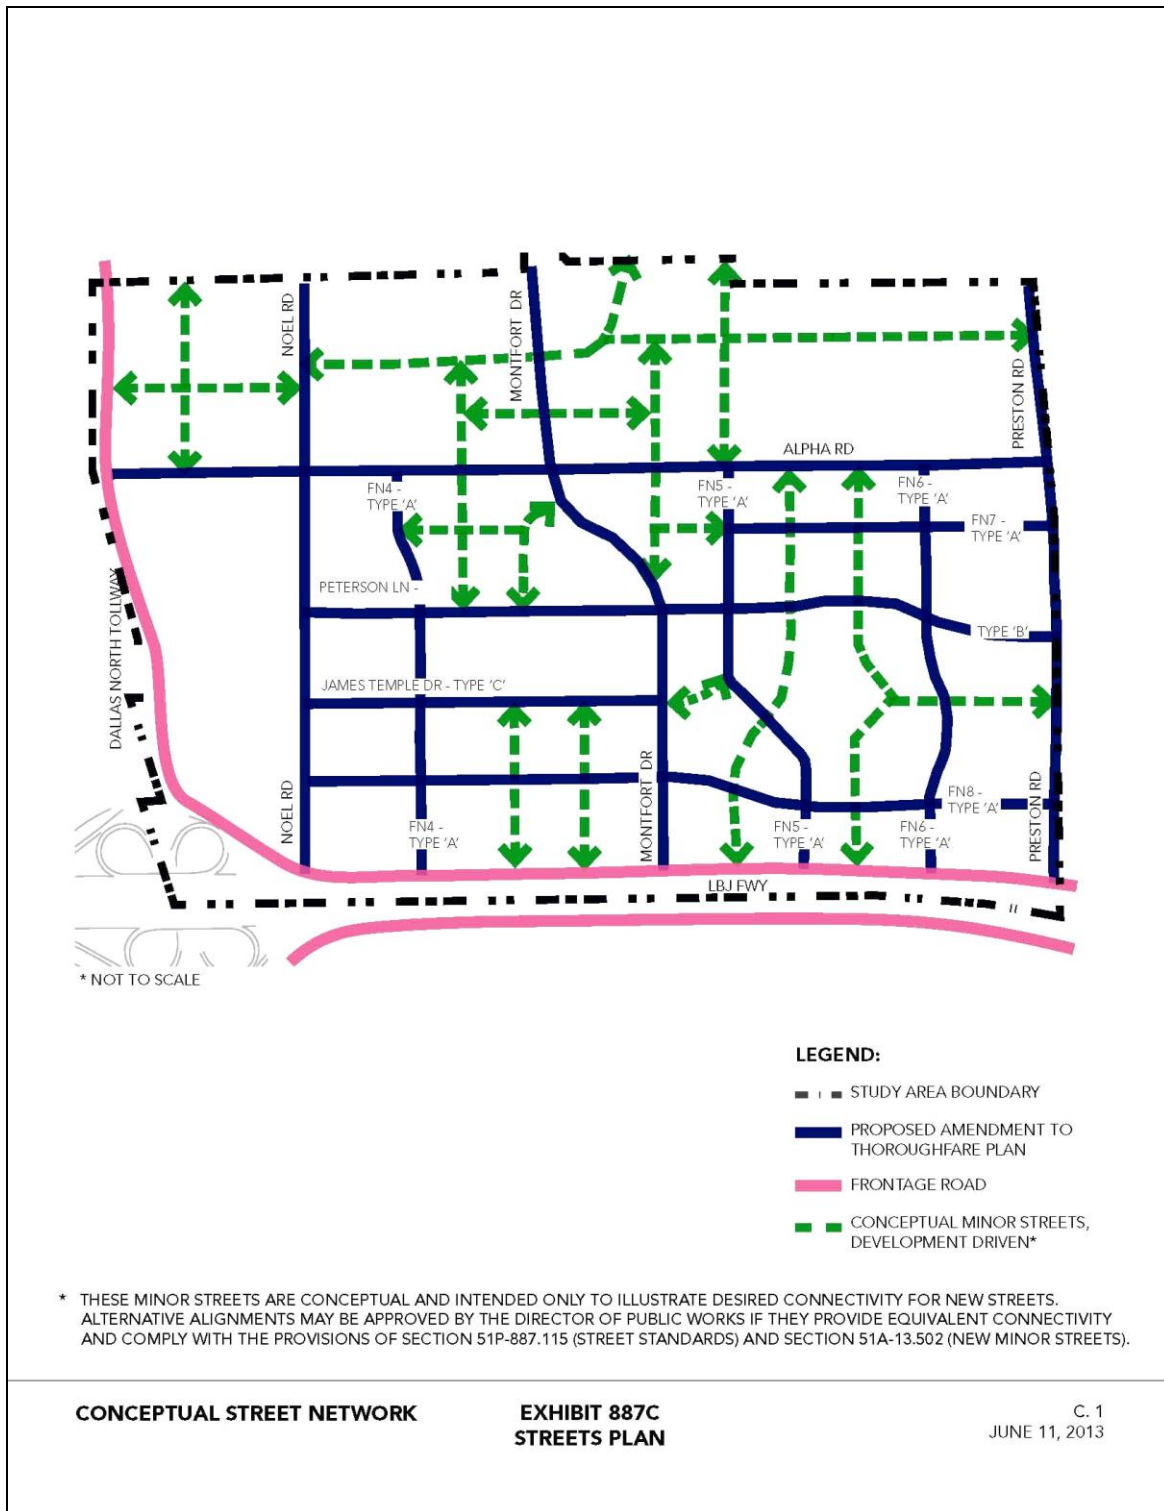 NOEL RD
MONTFORT DR
PRESTON RD
ALPHA RD
FN4 -
TYPE 'A'
FN5 -
TYPE 'A'
FN6 -
TYPE 'A'
FN7 -
TYPE 'A'
PETERSON LN -
TYPE 'B'
DALLAS NORTH TOLLWAY
JAMES TEMPLE DR - TYPE 'C'
NOEL RD
MONTFORT DR
PRESTON RD
FN8 -
TYPE 'A'
FN4 -
TYPE 'A'
FN5 -
TYPE 'A'
FN6 -
TYPE 'A'
LBJ FWY
* NOT TO SCALE
LEGEND:
STUDY AREA BOUNDARY
PROPOSED AMENDMENT TO
THOROUGHFARE PLAN
FRONTAGE ROAD
CONCEPTUAL MINOR STREETS,
DEVELOPMENT DRIVEN*
* THESE MINOR STREETS ARE CONCEPTUAL AND INTENDED ONLY TO ILLUSTRATE DESIRED CONNECTIVITY FOR NEW STREETS.
ALTERNATIVE ALIGNMENTS MAY BE APPROVED BY THE DIRECTOR OF PUBLIC WORKS IF THEY PROVIDE EQUIVALENT CONNECTIVITY
AND COMPLY WITH THE PROVISIONS OF SECTION 51P-887.115 (STREET STANDARDS) AND SECTION 51A-13.502 (NEW MINOR STREETS).
CONCEPTUAL STREET NETWORK
EXHIBIT 887C
STREETS PLAN
C. 1
JUNE 11, 2013